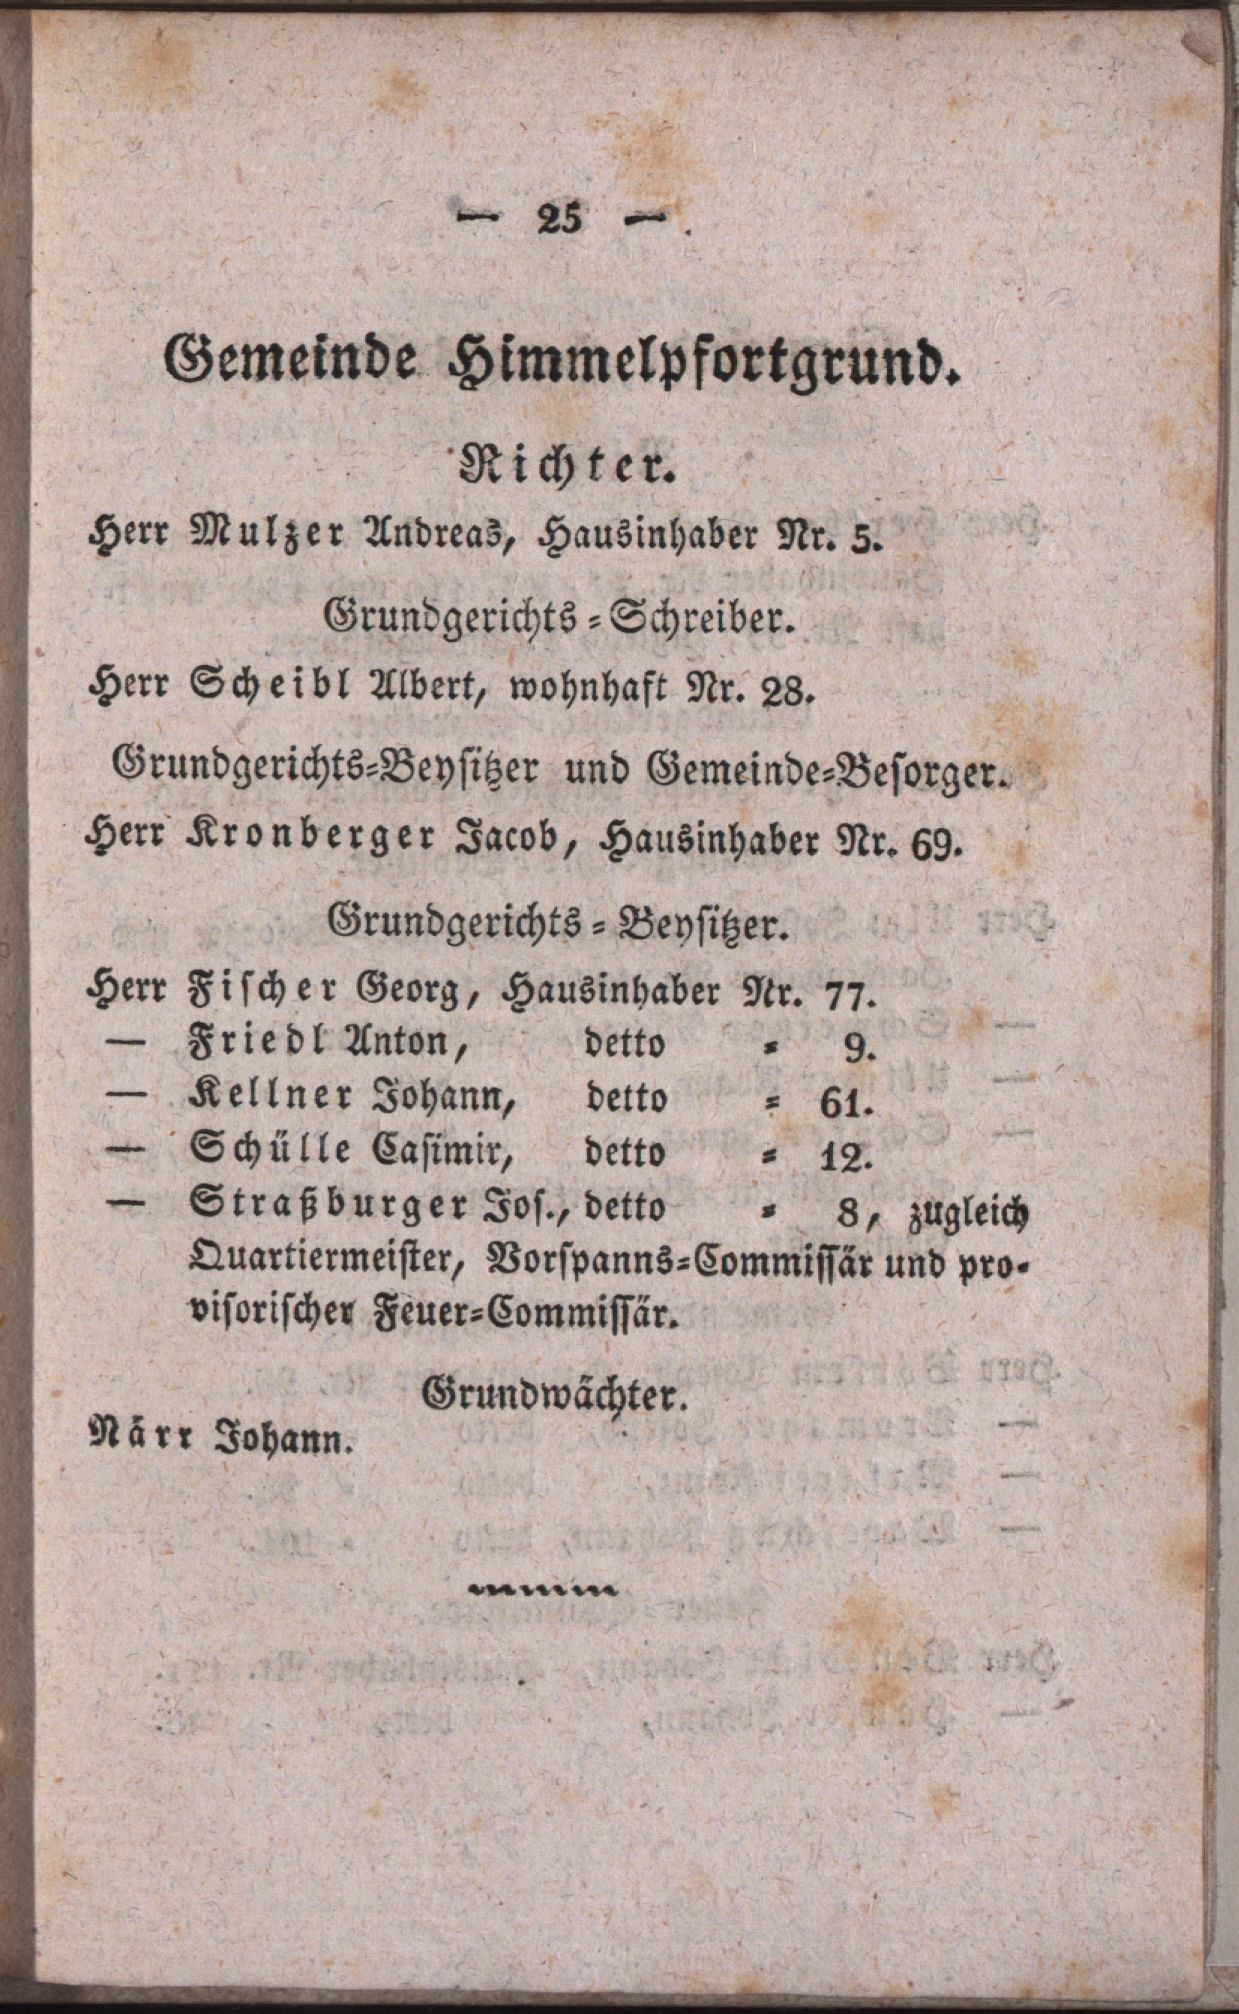 — 25 —
Gemeinde Himmelpfortgrund.
Richter.
Herr Mulzer Andreas, Hausinhaber Nr. 5.
Grundgerichts-Schreiber.
Herr Scheibl Albert, wohnhaft Nr. 28.
Grundgerichts-Beysitzer und Gemeinde-Besorger.
Herr Kronberger Jacob, Hausinhaber Nr. 69.
Grundgerichts-Beysitzer.
Herr Fischer Georg, Hausinhaber Nr. 77.
— Friedl Anton, detto = 9.
— Kellner Johann, detto = 61.
— Schülle Casimir, detto = 12.
— Straßburger Jos., detto = 8, zugleich
Quartiermeister, Vorspanns-Commissär und pro-
visorischer Feuer-Commissär.
Grundwächter.
Närr Johann.